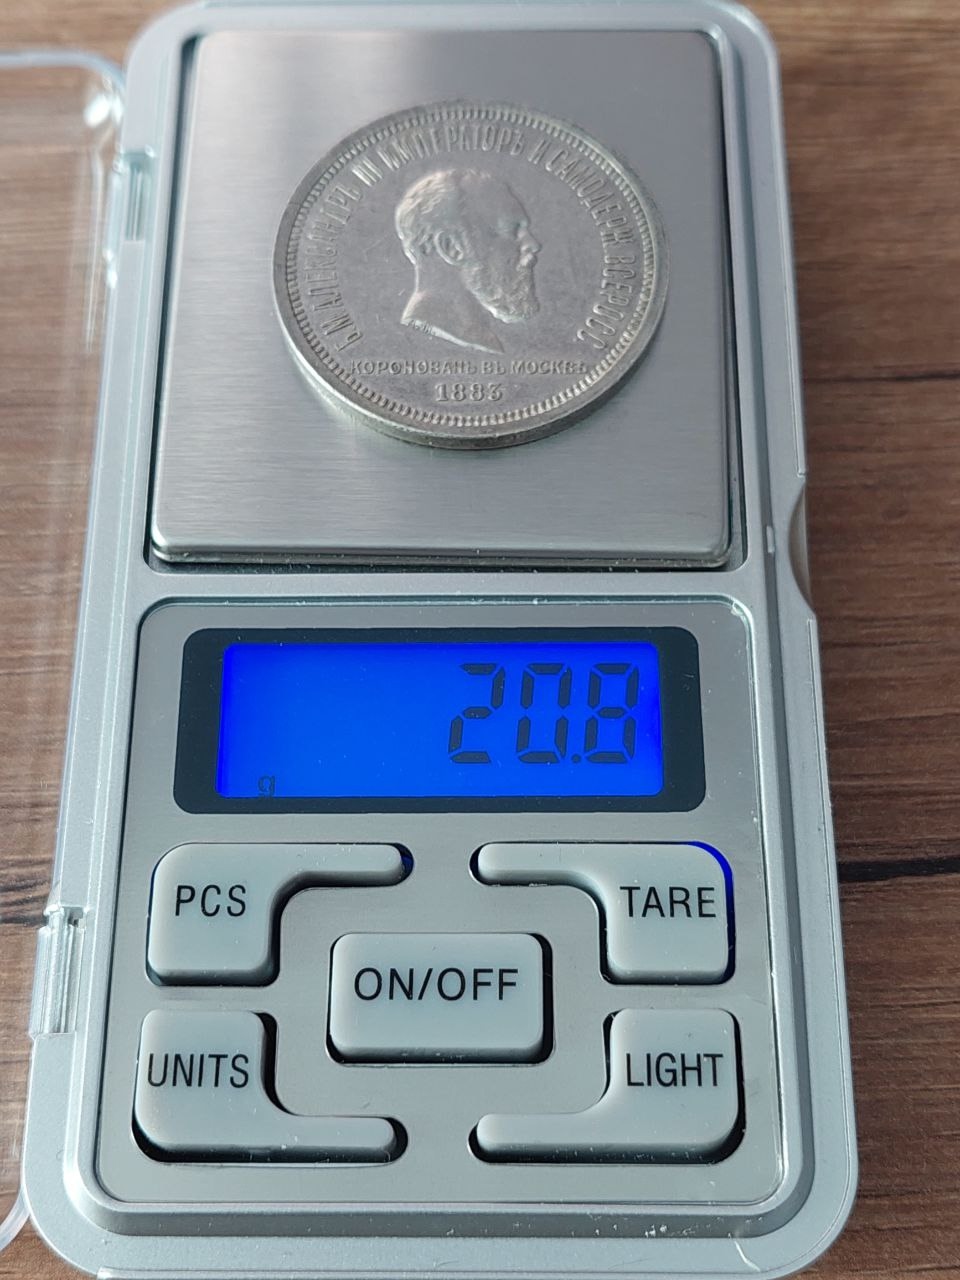 Б.М.АЛЕКСАНДРЪ III ИМПЕРАТОРЪ И САМОДЕРЖ.ВСЕРОСС.
КОРОНОВАНЪ ВЪ МОСКВѢ
1883
20.8
g
PCS
TARE
ON/OFF
UNITS
LIGHT